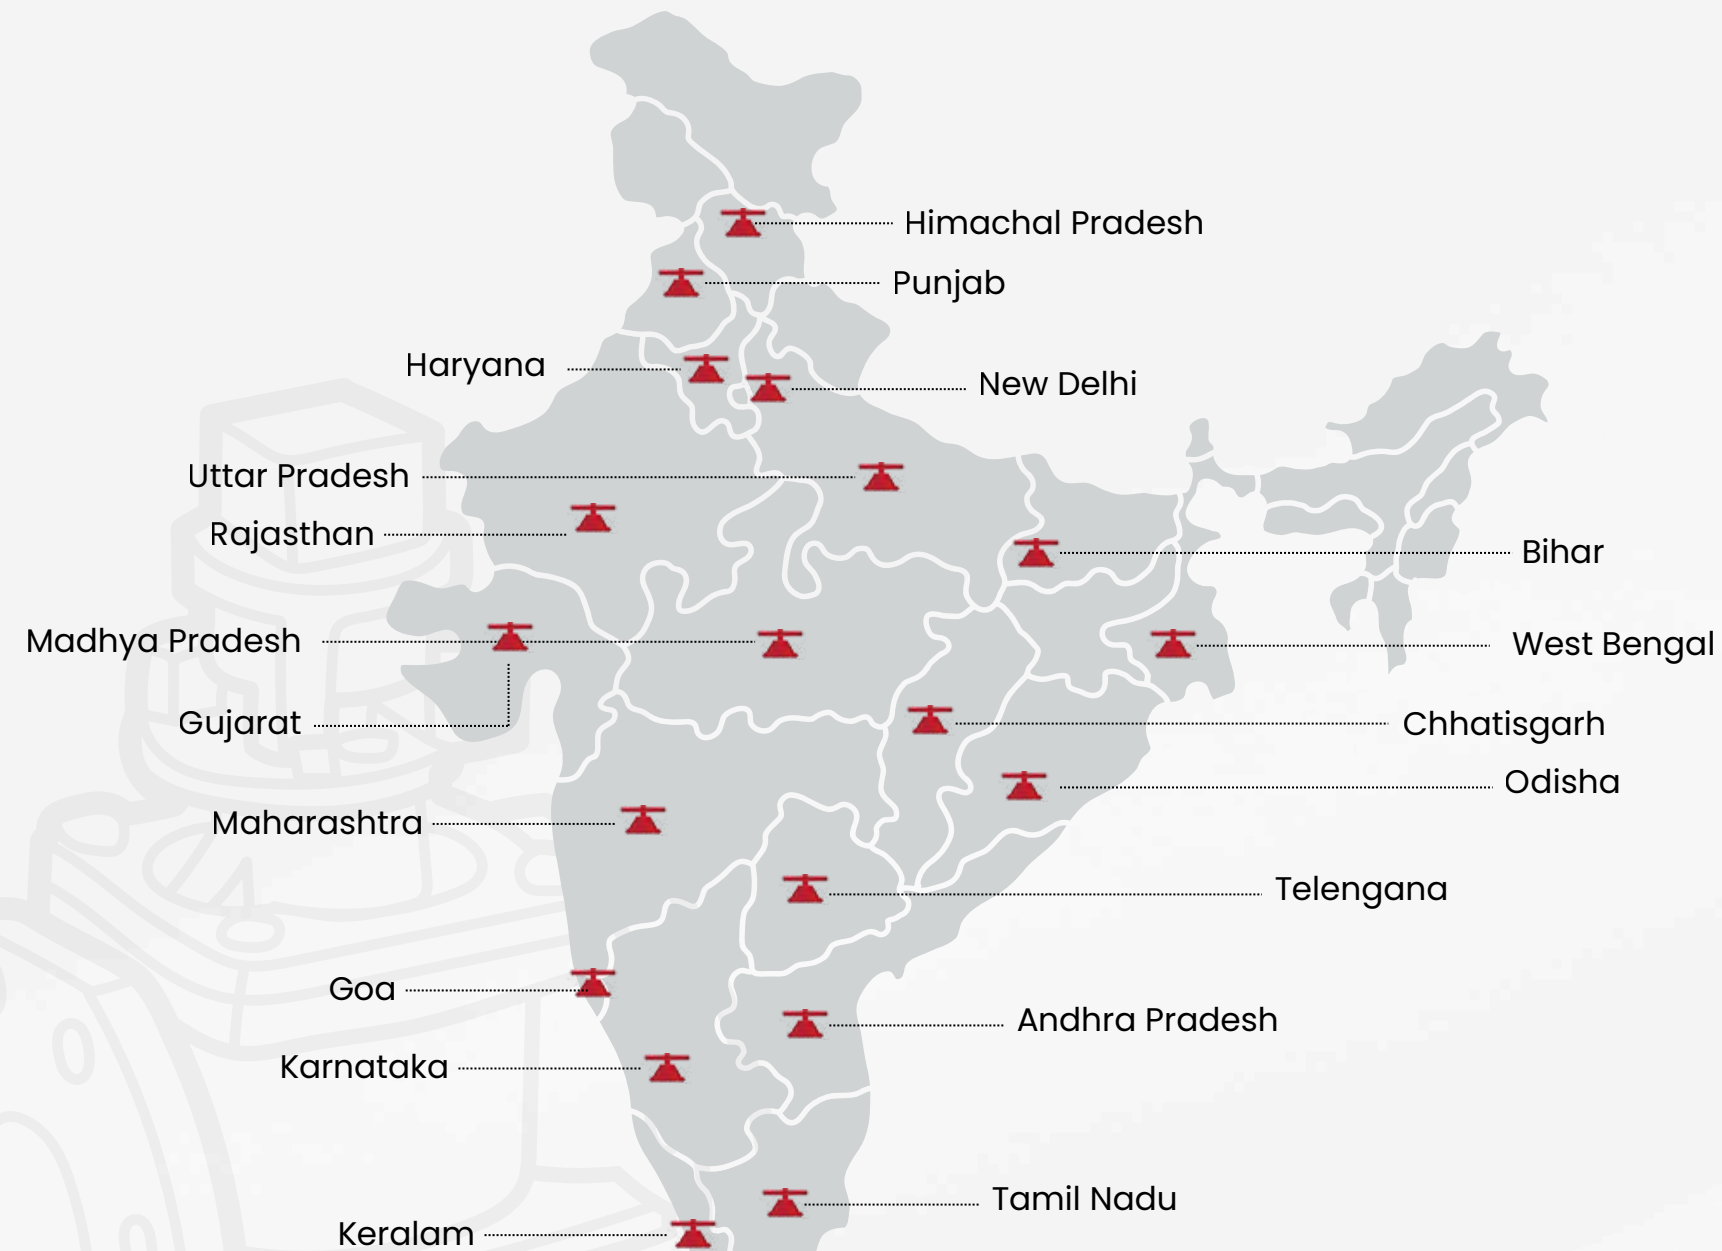 Himachal Pradesh
Punjab
Haryana
New Delhi
Uttar Pradesh
Rajasthan
Bihar
Madhya Pradesh
West Bengal
Gujarat
Chhatisgarh
Odisha
Maharashtra
Telengana
Goa
Andhra Pradesh
Karnataka
Tamil Nadu
Keralam